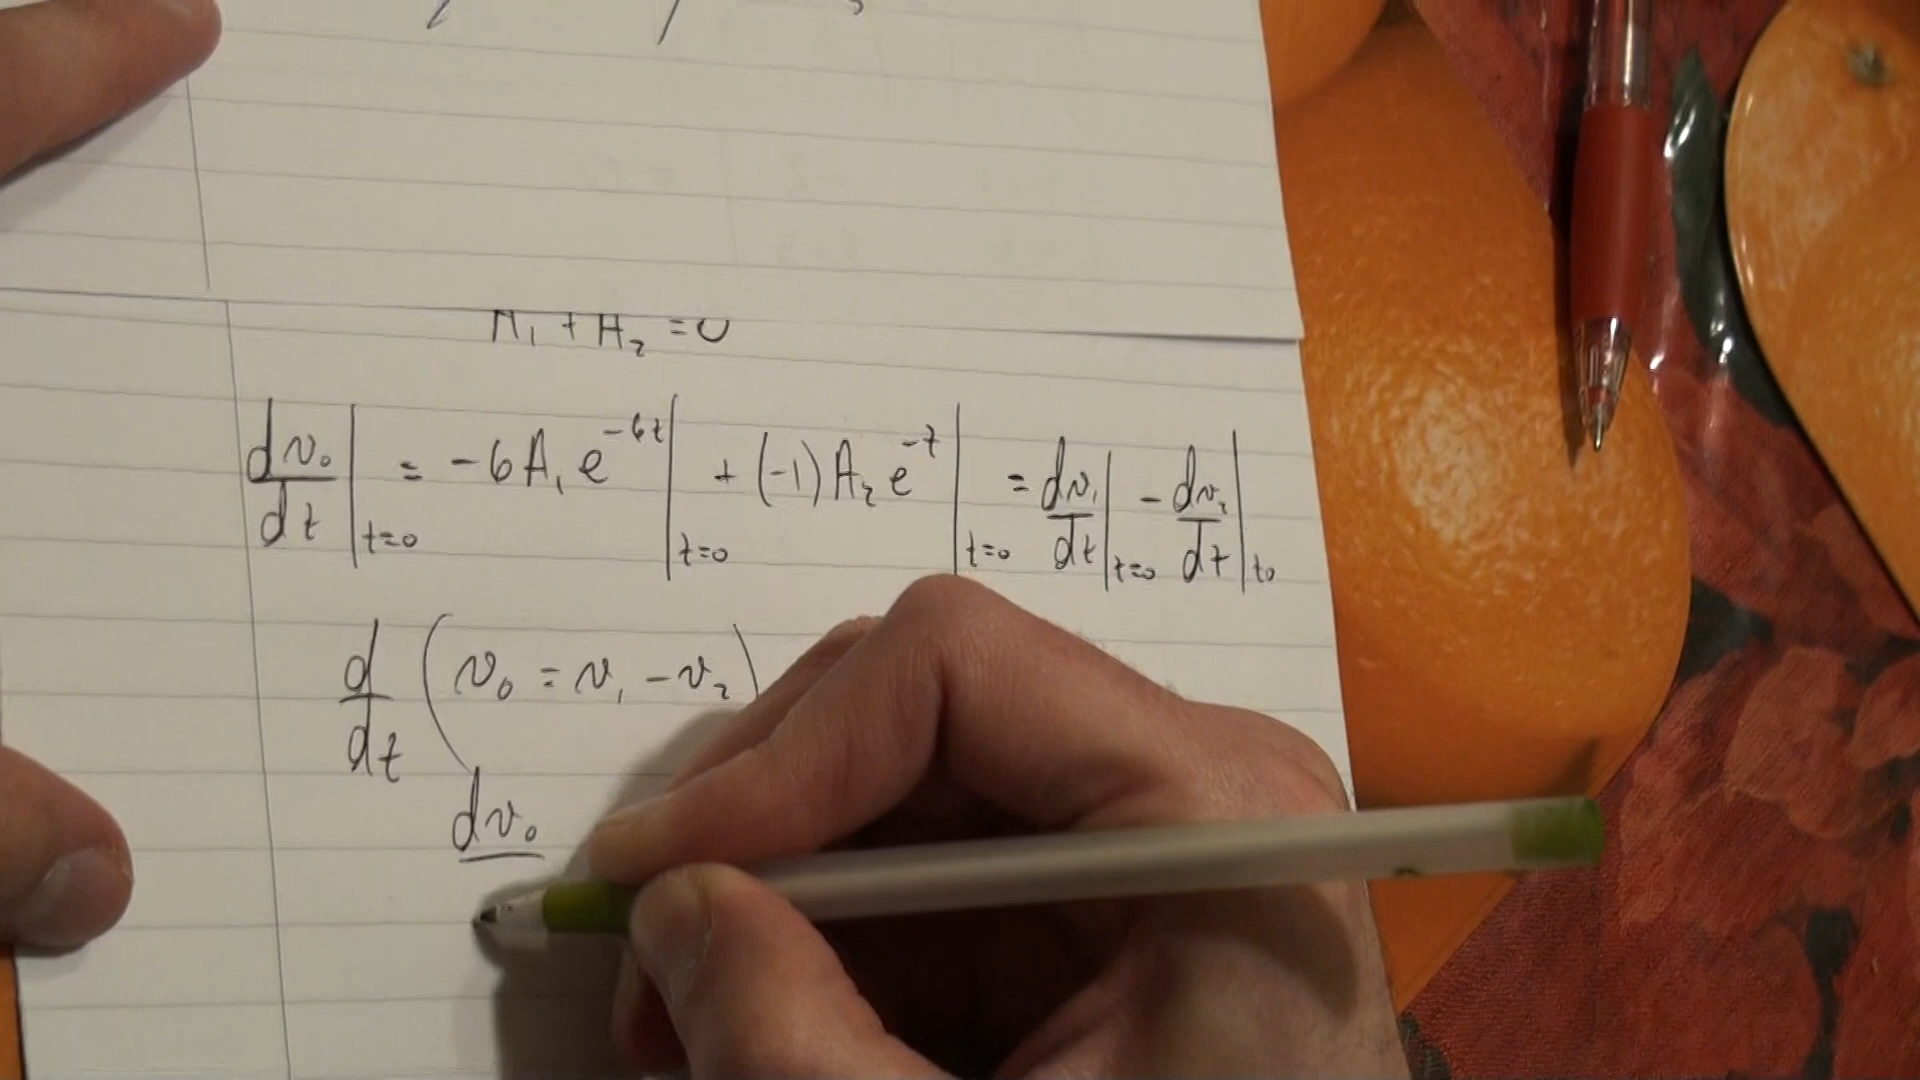 A₁ + A₂ = 0
dv₀/dt |t=0 = -6A₁e^-6t |t=0 + (-1)A₂e^-t |t=0 = dv₁/dt |t=0 - dv₂/dt |t0
d/dt (v₀ = v₁ - v₂)
dv₀